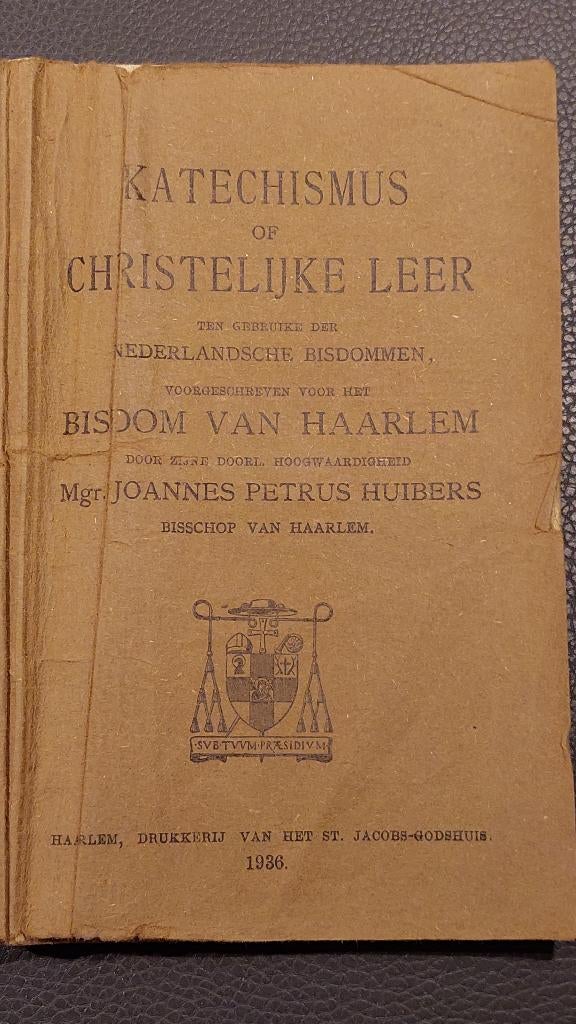 KATECHISMUS
OF
CHRISTELIJKE LEER
TEN GEBRUIKE DER
NEDERLANDSCHE BISDOMMEN,
VOORGESCHREVEN VOOR HET
BISDOM VAN HAARLEM
DOOR ZIJNE DOORL. HOOGWAARDIGHEID
Mgr. JOANNES PETRUS HUIBERS
BISSCHOP VAN HAARLEM.
·SVB·TVVM·PRÆSIDIVM·
HAARLEM, DRUKKERIJ VAN HET ST. JACOBS-GODSHUIS.
1936.